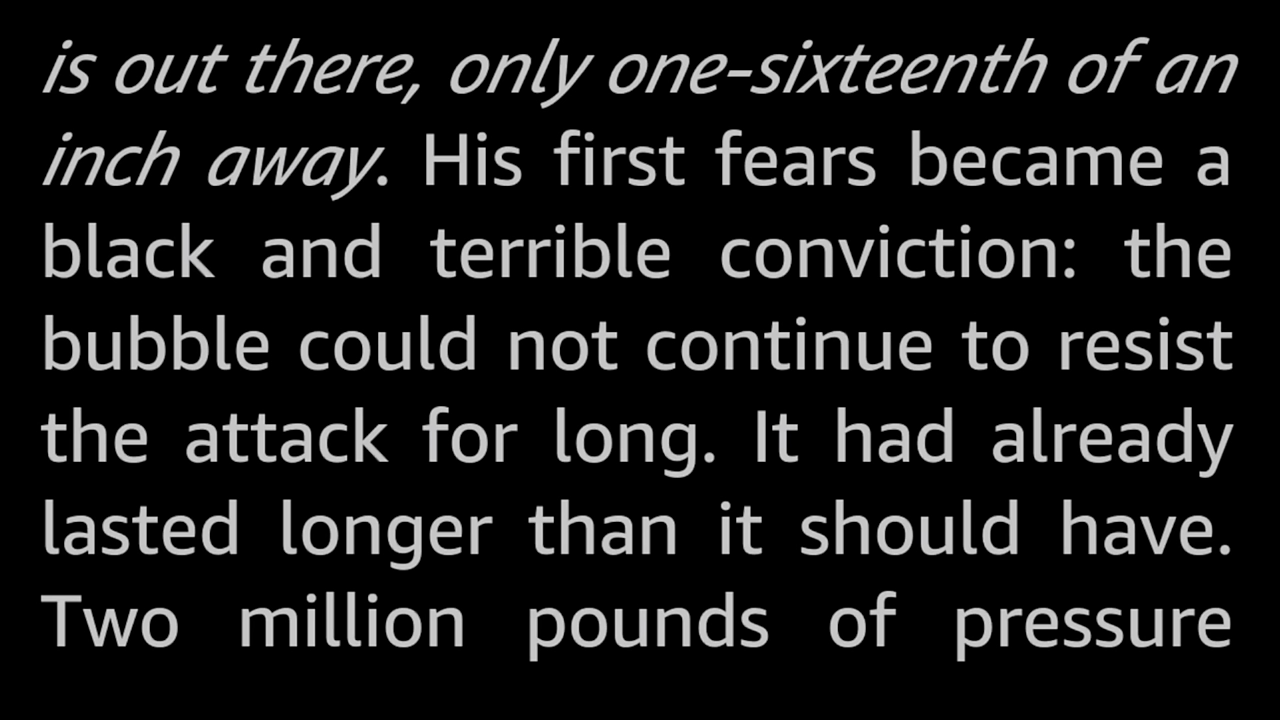 is out there, only one-sixteenth of an
inch away. His first fears became a
black and terrible conviction: the
bubble could not continue to resist
the attack for long. It had already
lasted longer than it should have.
Two million pounds of pressure